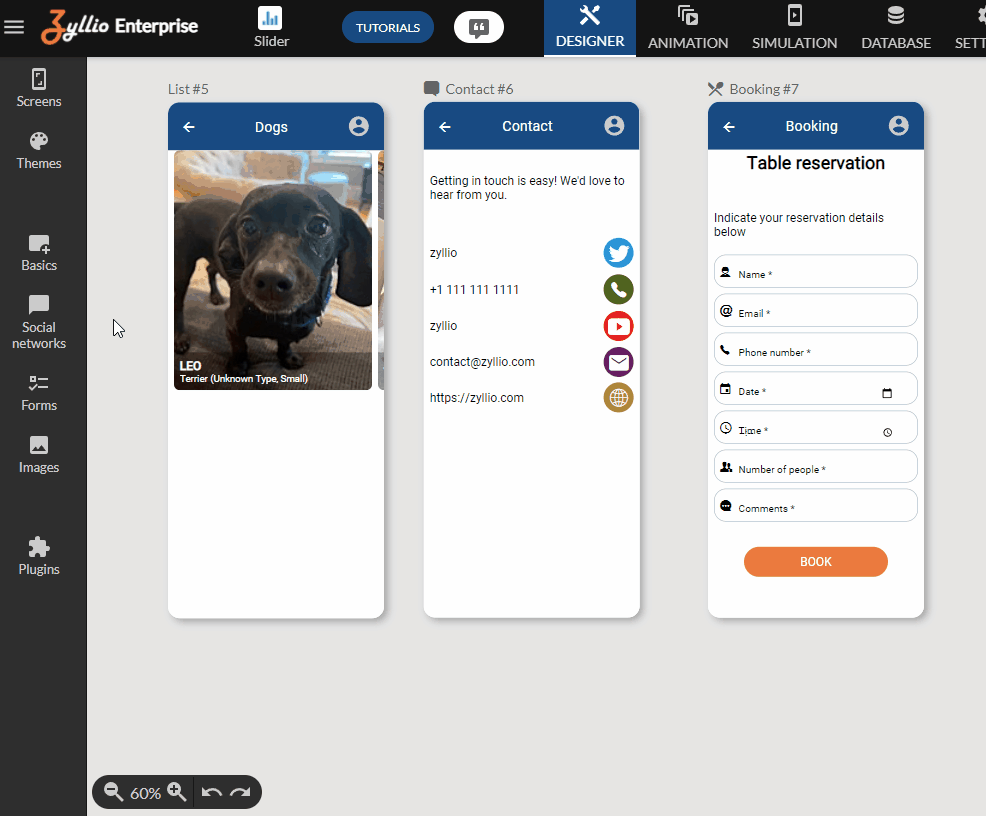 Zyllio Enterprise
Slider
TUTORIALS
DESIGNER
ANIMATION
SIMULATION
DATABASE
SETT
Screens
Themes
Basics
Social
networks
Forms
Images
Plugins
List #5
Dogs
LEO
Terrier (Unknown Type, Small)
Contact #6
Contact
Getting in touch is easy! We'd love to
hear from you.
zyllio
+1 111 111 1111
zyllio
contact@zyllio.com
https://zyllio.com
Booking #7
Booking
Table reservation
Indicate your reservation details
below
Name *
Email *
Phone number *
Date *
Time *
Number of people *
Comments *
BOOK
60%